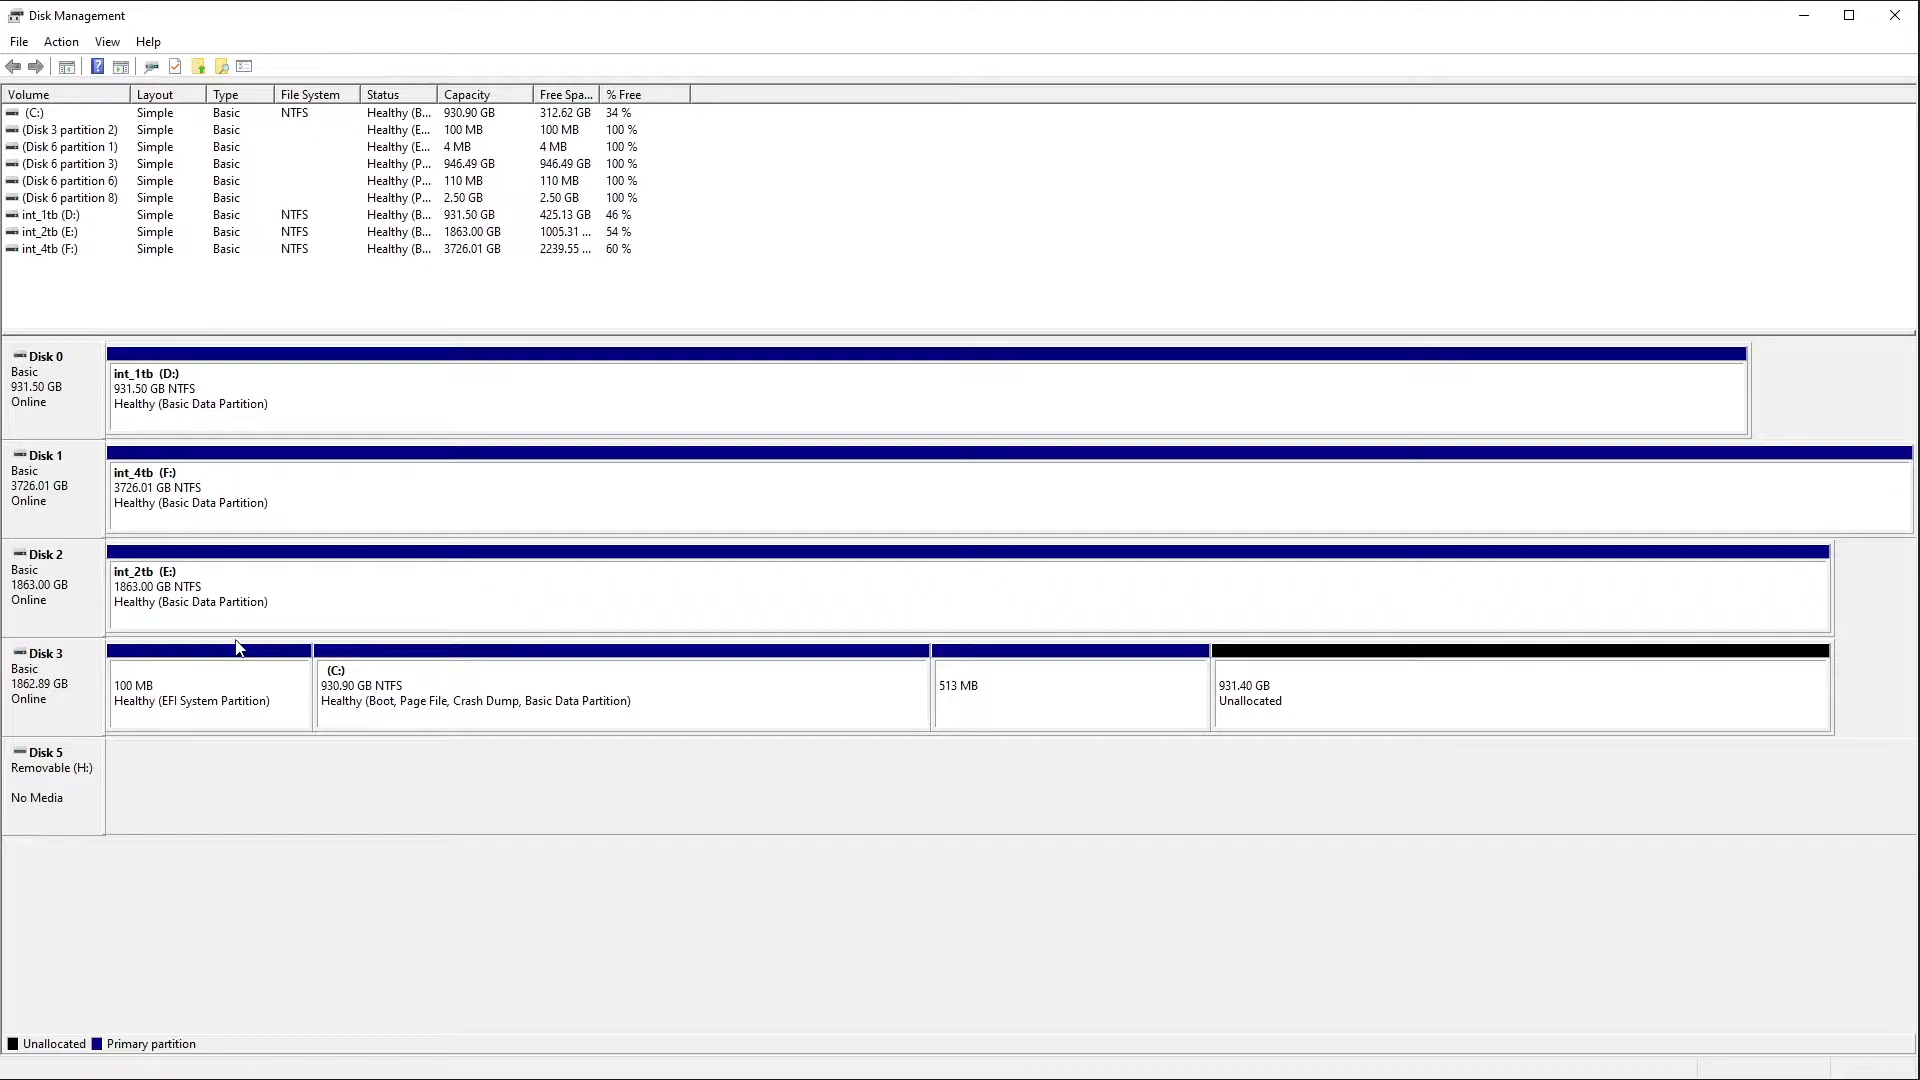 Disk Management
File Action View Help
Volume Layout Type File System Status Capacity Free Spa... % Free
(C:) Simple Basic NTFS Healthy (B... 930.90 GB 312.62 GB 34 %
(Disk 3 partition 2) Simple Basic Healthy (E... 100 MB 100 MB 100 %
(Disk 6 partition 1) Simple Basic Healthy (E... 4 MB 4 MB 100 %
(Disk 6 partition 3) Simple Basic Healthy (P... 946.49 GB 946.49 GB 100 %
(Disk 6 partition 6) Simple Basic Healthy (P... 110 MB 110 MB 100 %
(Disk 6 partition 8) Simple Basic Healthy (P... 2.50 GB 2.50 GB 100 %
int_1tb (D:) Simple Basic NTFS Healthy (B... 931.50 GB 425.13 GB 46 %
int_2tb (E:) Simple Basic NTFS Healthy (B... 1863.00 GB 1005.31 ... 54 %
int_4tb (F:) Simple Basic NTFS Healthy (B... 3726.01 GB 2239.55 ... 60 %
Disk 0
Basic
931.50 GB
Online
int_1tb (D:)
931.50 GB NTFS
Healthy (Basic Data Partition)
Disk 1
Basic
3726.01 GB
Online
int_4tb (F:)
3726.01 GB NTFS
Healthy (Basic Data Partition)
Disk 2
Basic
1863.00 GB
Online
int_2tb (E:)
1863.00 GB NTFS
Healthy (Basic Data Partition)
Disk 3
Basic
1862.89 GB
Online
100 MB
Healthy (EFI System Partition)
(C:)
930.90 GB NTFS
Healthy (Boot, Page File, Crash Dump, Basic Data Partition)
513 MB
931.40 GB
Unallocated
Disk 5
Removable (H:)
No Media
Unallocated Primary partition